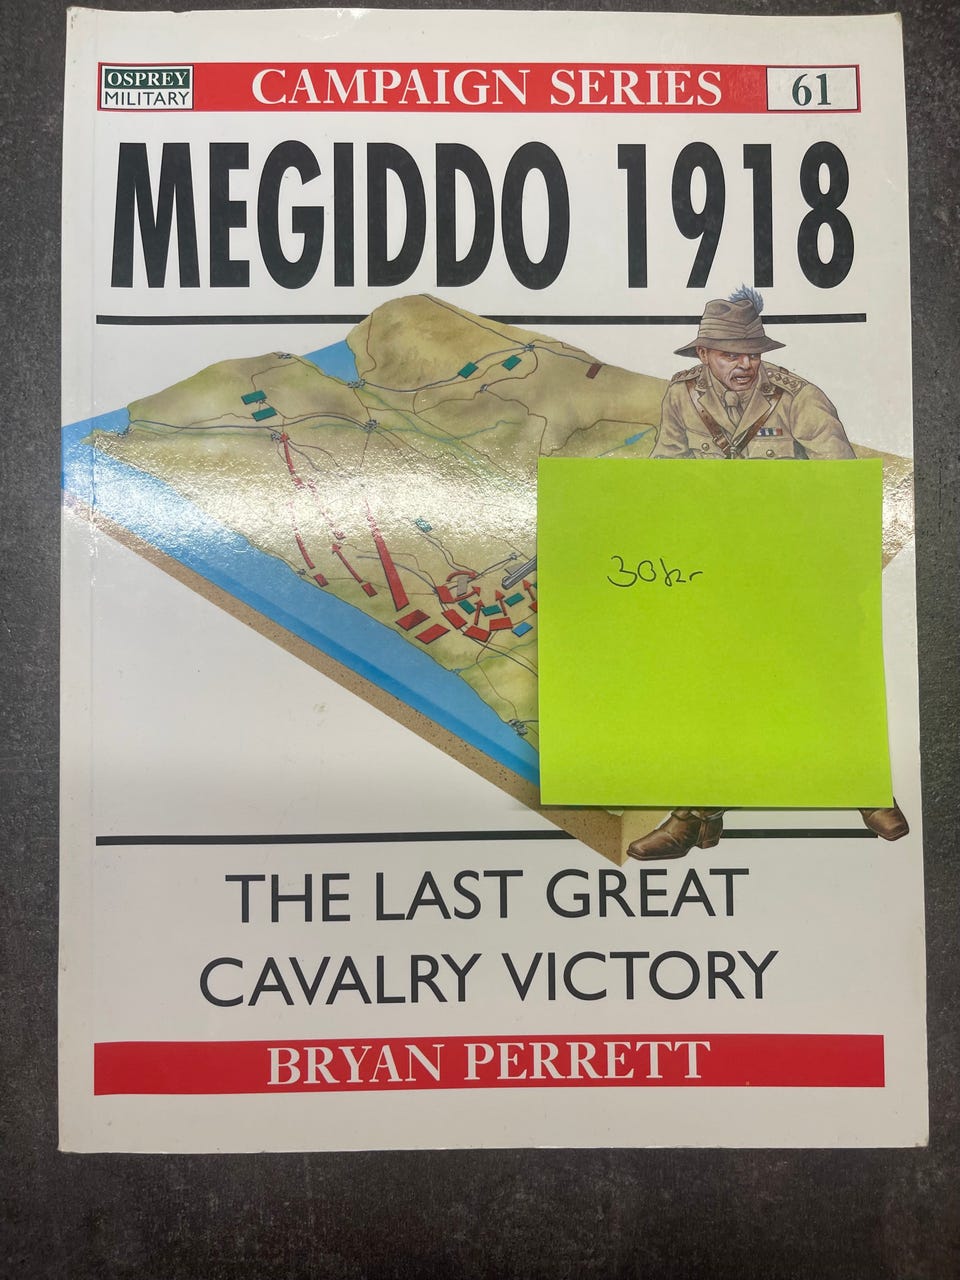 OSPREY
MILITARY
CAMPAIGN SERIES
61
MEGIDDO 1918
30kr
THE LAST GREAT
CAVALRY VICTORY
BRYAN PERRETT